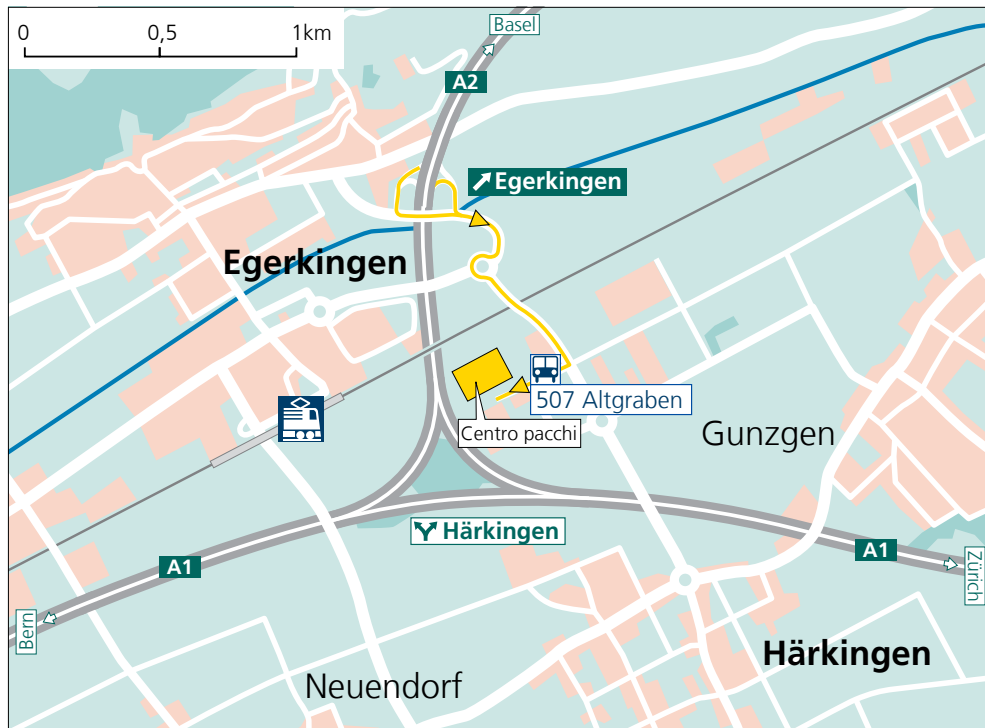 0 0,5 1km
Basel
A2
Egerkingen
Egerkingen
507 Altgraben
Centro pacchi
Gunzgen
Härkingen
A1
A1
Zürich
Bern
Härkingen
Neuendorf